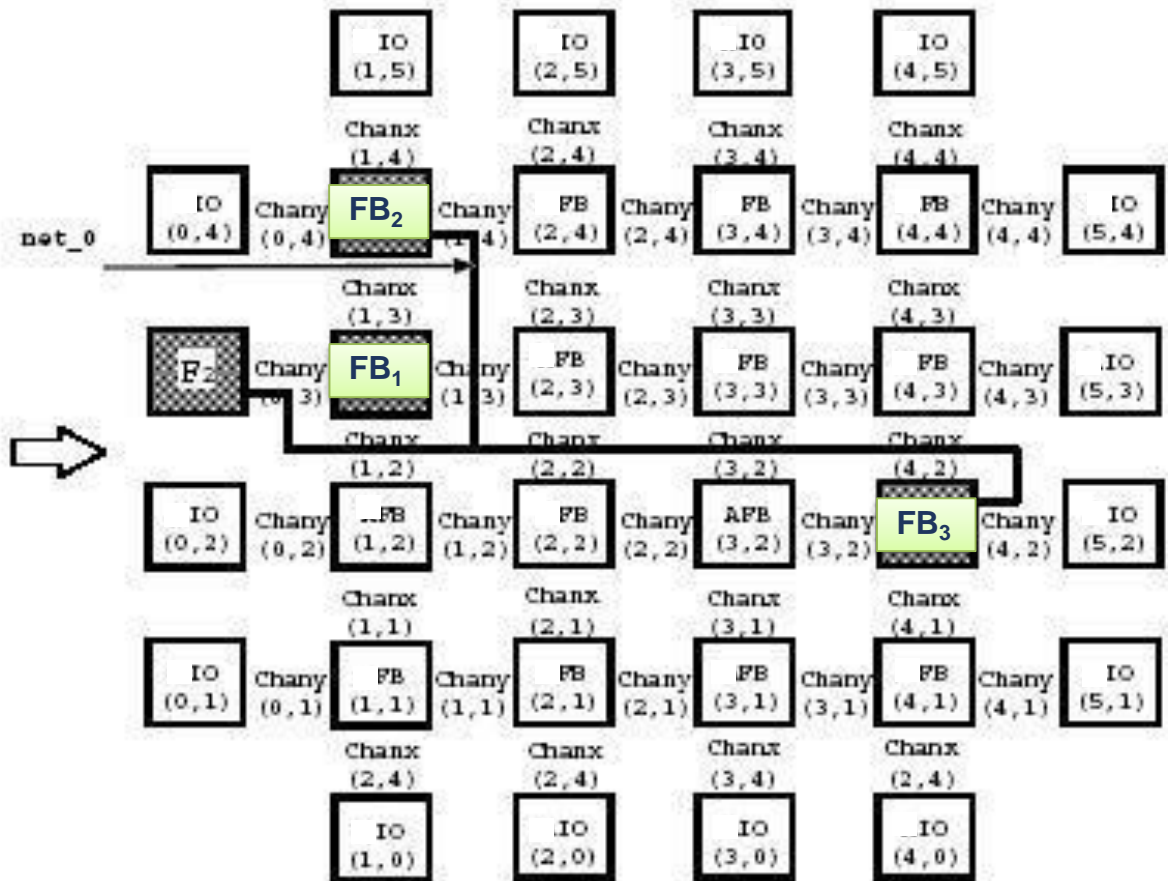 IO IO IO IO
(1,5) (2,5) (3,5) (4,5)
Chanx Chanx Chanx Chanx
(1,4) (2,4) (3,4) (4,4)
IO Chany FB₂ Chany FB Chany FB Chany FB Chany IO
(0,4) (0,4) (2,4) (2,4) (3,4) (3,4) (4,4) (4,4) (5,4)
net_0
Chanx Chanx Chanx Chanx
(1,3) (2,3) (3,3) (4,3)
F2 Chany FB₁ Chany FB Chany FB Chany FB Chany IO
(2,3) (2,3) (3,3) (3,3) (4,3) (4,3) (5,3)
Chanx Chanx Chanx Chanx
(1,2) (2,2) (3,2) (4,2)
IO Chany FB Chany FB Chany AFB Chany FB₃ Chany IO
(0,2) (0,2) (1,2) (1,2) (2,2) (2,2) (3,2) (3,2) (4,2) (5,2)
Chanx Chanx Chanx Chanx
(1,1) (2,1) (3,1) (4,1)
IO Chany FB Chany FB Chany FB Chany FB Chany IO
(0,1) (0,1) (1,1) (1,1) (2,1) (2,1) (3,1) (3,1) (4,1) (4,1) (5,1)
Chanx Chanx Chanx Chanx
(2,4) (2,4) (3,4) (2,4)
IO IO IO IO
(1,0) (2,0) (3,0) (4,0)